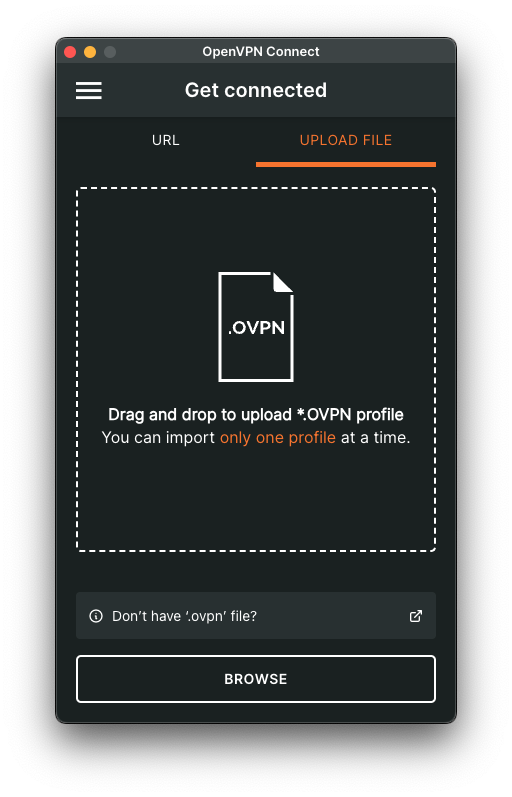 OpenVPN Connect
Get connected
URL
UPLOAD FILE
.OVPN
Drag and drop to upload *.OVPN profile
You can import only one profile at a time.
Don’t have ‘.ovpn’ file?
BROWSE